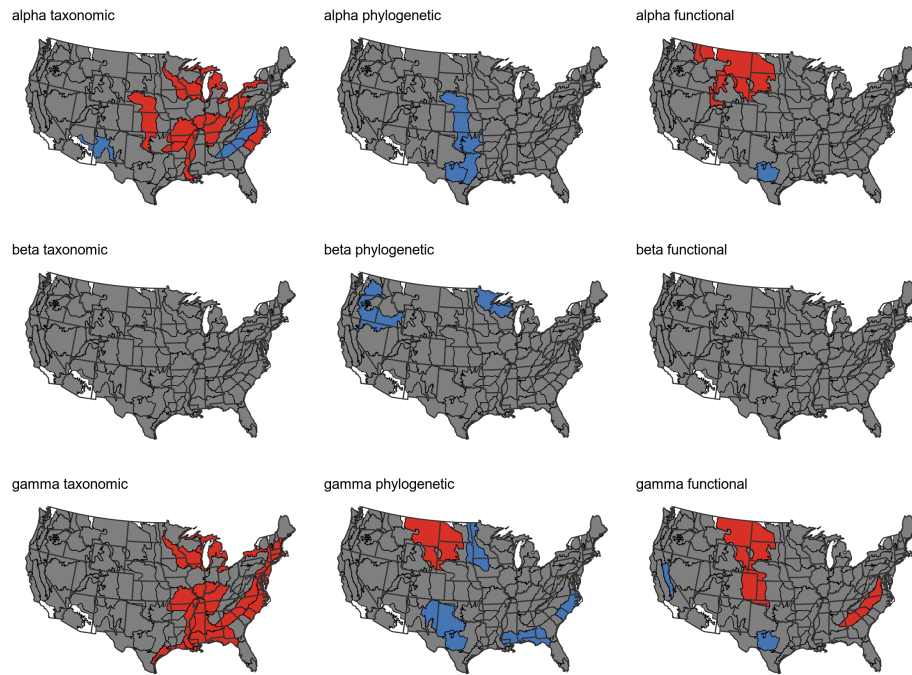 alpha taxonomic
alpha phylogenetic
alpha functional
beta taxonomic
beta phylogenetic
beta functional
gamma taxonomic
gamma phylogenetic
gamma functional